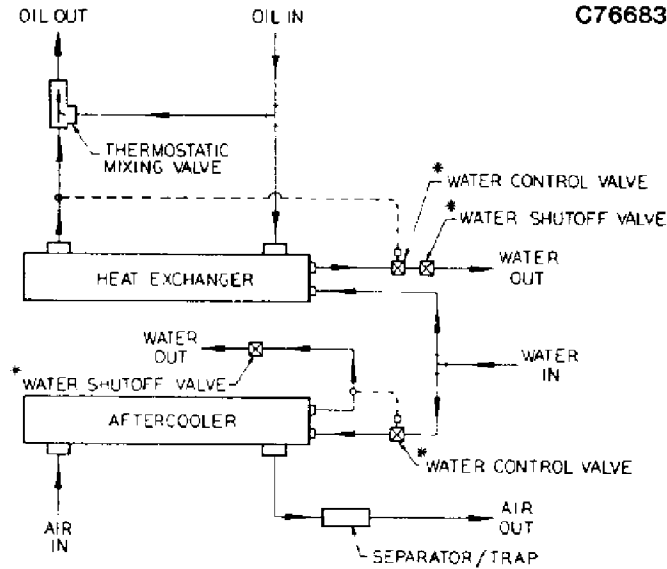 OIL OUT
OIL IN
C76683
THERMOSTATIC
MIXING VALVE
* WATER CONTROL VALVE
* WATER SHUTOFF VALVE
WATER
OUT
HEAT EXCHANGER
WATER
OUT
WATER
IN
* WATER SHUTOFF VALVE
AFTERCOOLER
* WATER CONTROL VALVE
AIR
IN
AIR
OUT
SEPARATOR/TRAP